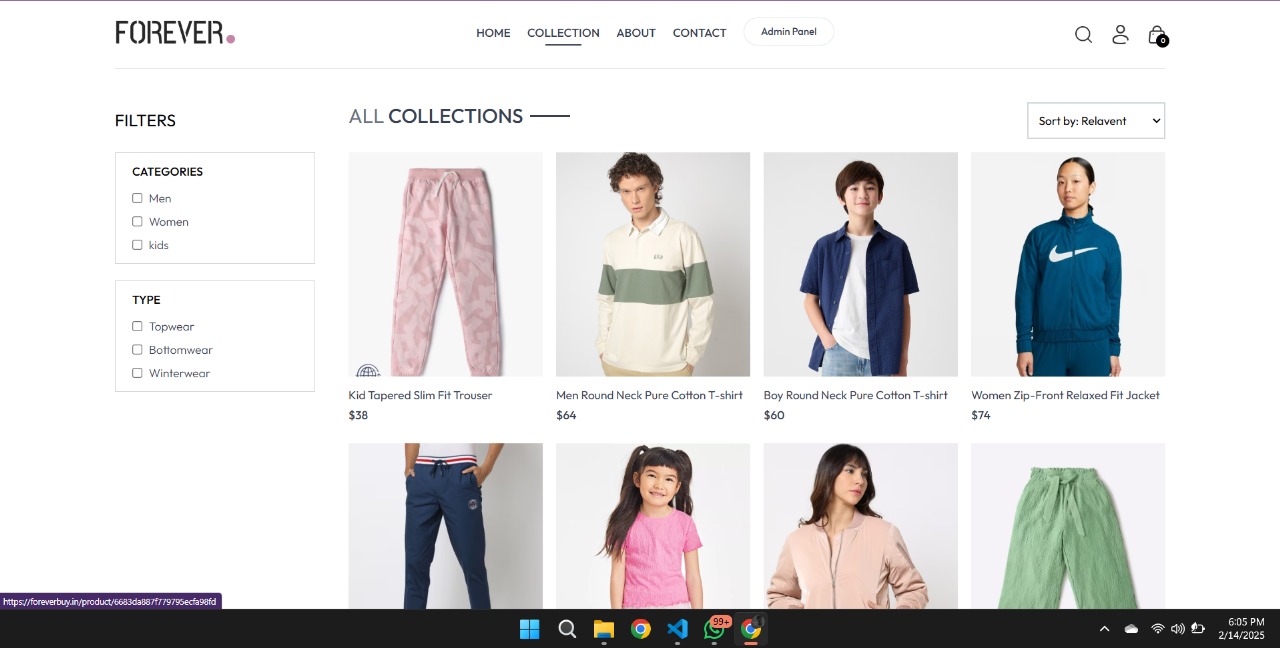 FOREVER.
HOME COLLECTION ABOUT CONTACT Admin Panel
0
FILTERS
CATEGORIES
Men
Women
kids
TYPE
Topwear
Bottomwear
Winterwear
ALL COLLECTIONS
Sort by: Relavent
Kid Tapered Slim Fit Trouser
$38
Men Round Neck Pure Cotton T-shirt
$64
Boy Round Neck Pure Cotton T-shirt
$60
Women Zip-Front Relaxed Fit Jacket
$74
https://foreverbuy.in/product/6683da887f779795ecfa98fd
99+
6:05 PM
2/14/2025